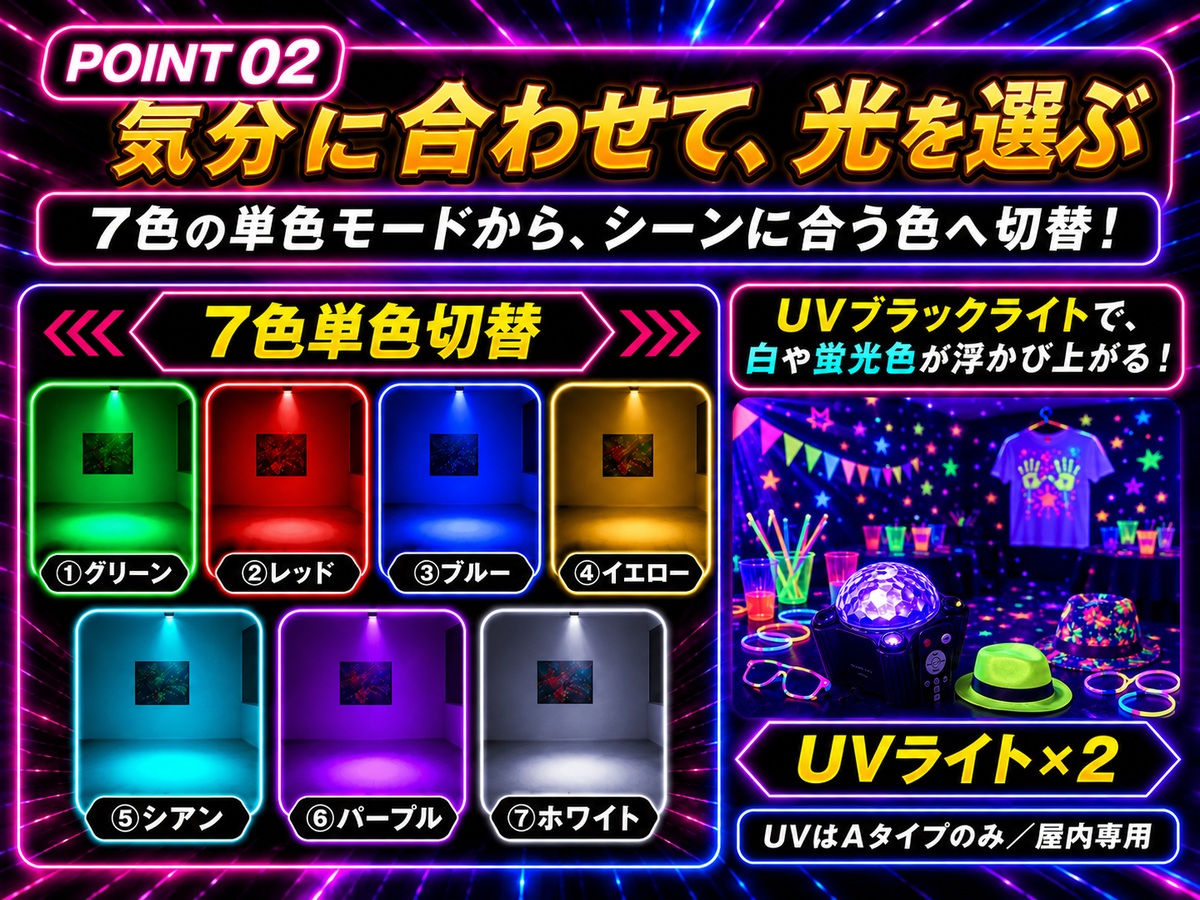 POINT 02
気分に合わせて、光を選ぶ
7色の単色モードから、シーンに合う色へ切替！
7色単色切替
①グリーン
②レッド
③ブルー
④イエロー
⑤シアン
⑥パープル
⑦ホワイト
UVブラックライトで、
白や蛍光色が浮かび上がる！
UVライト×2
UVはAタイプのみ／屋内専用